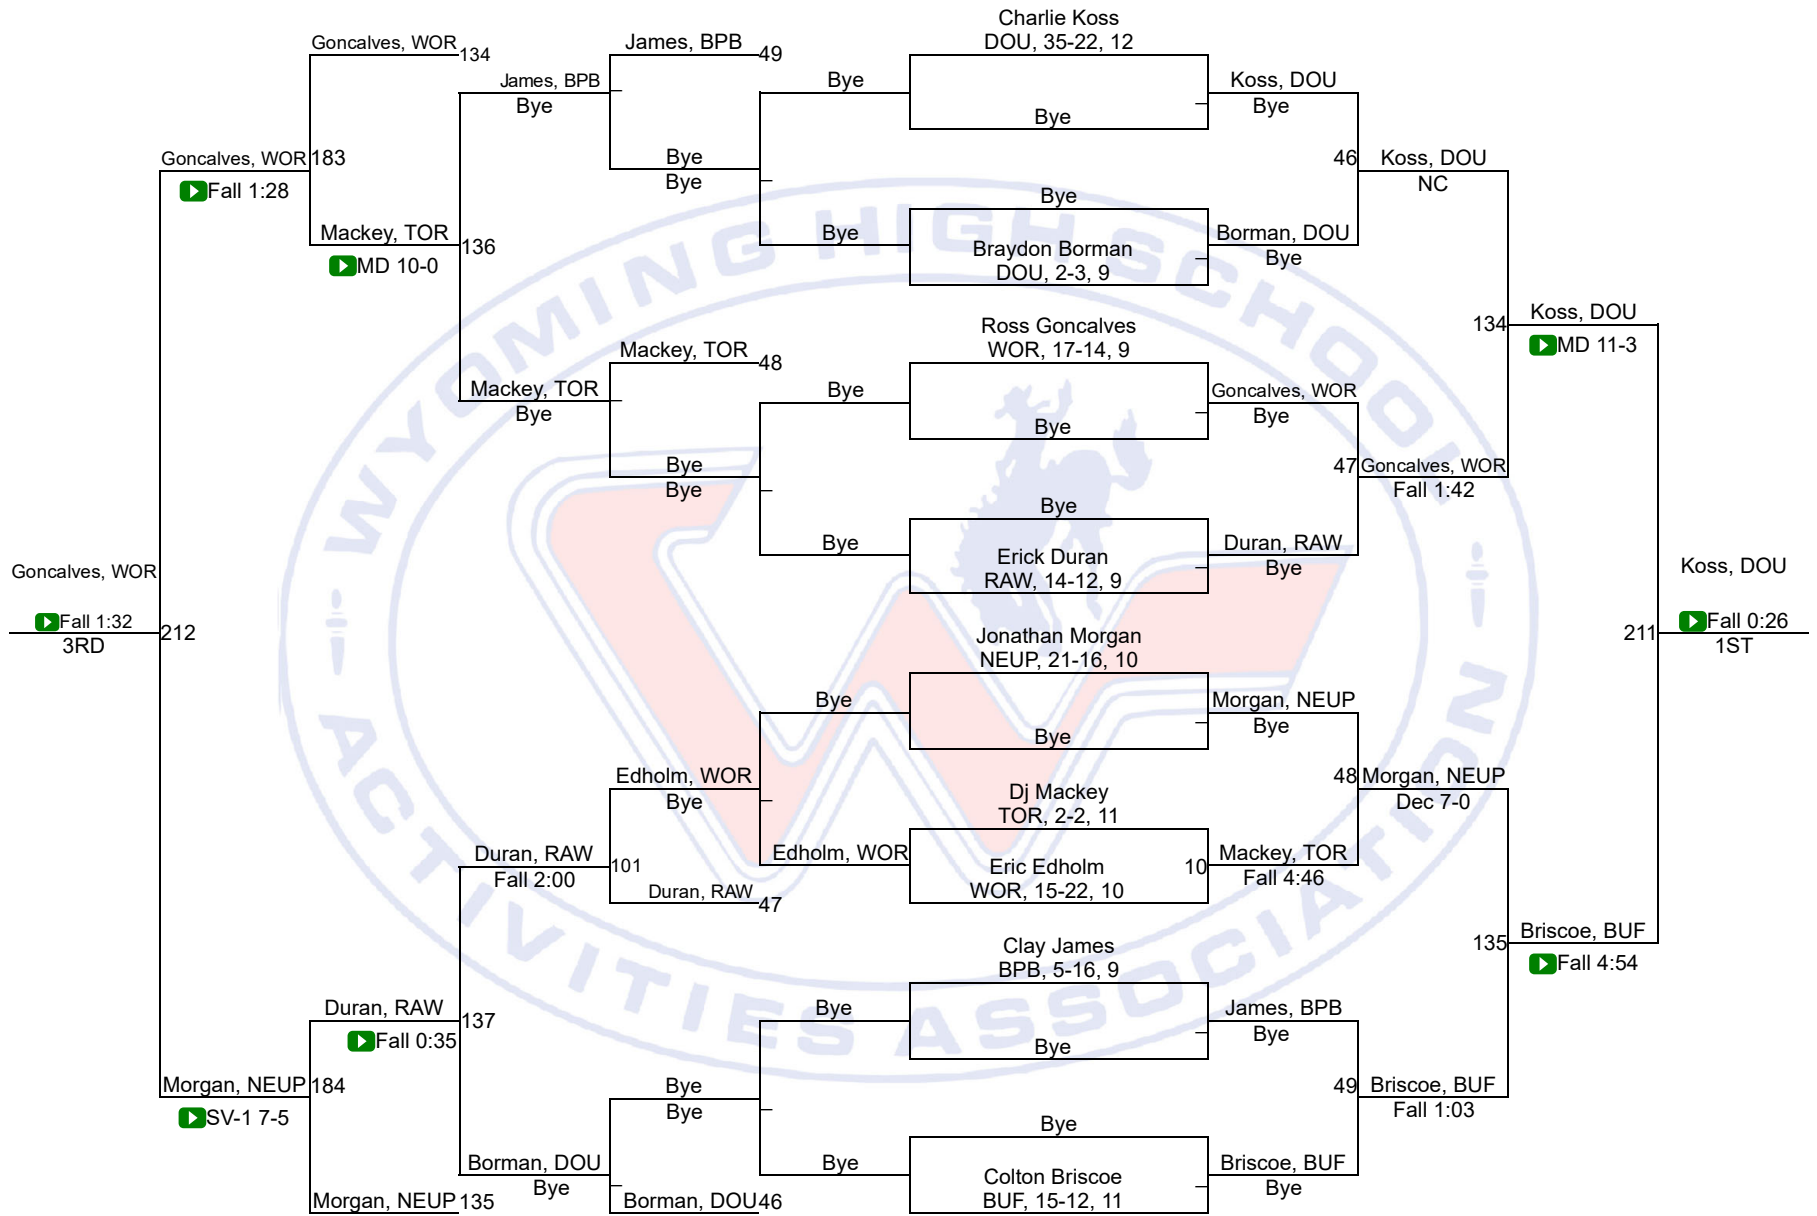 Charlie Koss
DOU, 35-22, 12
Goncalves, WOR
134
James, BPB
49
James, BPB
Bye
Bye
Koss, DOU
Bye
Bye
Goncalves, WOR
183
Fall 1:28
Bye
Bye
46
Koss, DOU
NC
Mackey, TOR
136
MD 10-0
Bye
Bye
Braydon Borman
DOU, 2-3, 9
Borman, DOU
Bye
134
Koss, DOU
MD 11-3
Mackey, TOR
48
Ross Goncalves
WOR, 17-14, 9
Mackey, TOR
Bye
Bye
Bye
Goncalves, WOR
Bye
Bye
Bye
47
Goncalves, WOR
Fall 1:42
Bye
Bye
Erick Duran
RAW, 14-12, 9
Duran, RAW
Bye
Goncalves, WOR
Fall 1:32
3RD
212
Koss, DOU
211
Fall 0:26
1ST
Jonathan Morgan
NEUP, 21-16, 10
Bye
Bye
Morgan, NEUP
Bye
Edholm, WOR
Bye
Dj Mackey
TOR, 2-2, 11
48
Morgan, NEUP
Dec 7-0
Duran, RAW
Fall 2:00
101
Edholm, WOR
Eric Edholm
WOR, 15-22, 10
10
Mackey, TOR
Fall 4:46
Duran, RAW
47
Clay James
BPB, 5-16, 9
135
Briscoe, BUF
Fall 4:54
Duran, RAW
137
Fall 0:35
Bye
Bye
James, BPB
Bye
Morgan, NEUP
184
SV-1 7-5
Bye
Bye
49
Briscoe, BUF
Fall 1:03
Borman, DOU
Bye
Bye
Bye
Colton Briscoe
BUF, 15-12, 11
Briscoe, BUF
Bye
Morgan, NEUP
135
Borman, DOU
46
WYOMING HIGH SCHOOL
ACTIVITIES ASSOCIATION